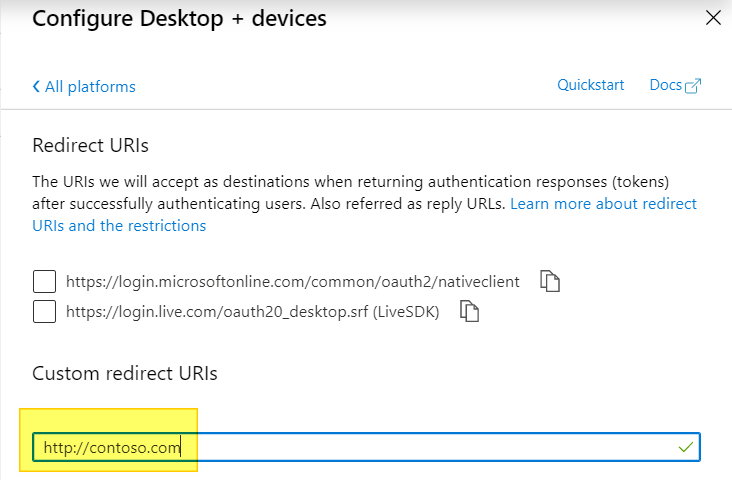 Configure Desktop + devices
All platforms
Quickstart
Docs
Redirect URIs
The URIs we will accept as destinations when returning authentication responses (tokens)
after successfully authenticating users. Also referred as reply URLs. Learn more about redirect
URIs and the restrictions
https://login.microsoftonline.com/common/oauth2/nativeclient
https://login.live.com/oauth20_desktop.srf (LiveSDK)
Custom redirect URIs
http://contoso.com